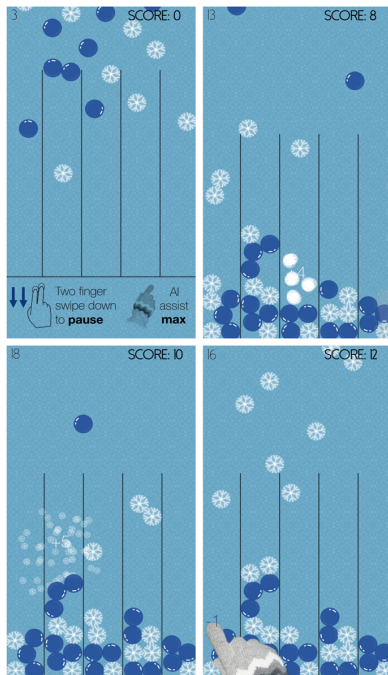 3 SCORE: 0
Two finger
swipe down
to pause
AI
assist
max
13 SCORE: 8
18 SCORE: 10
+5
16 SCORE: 12